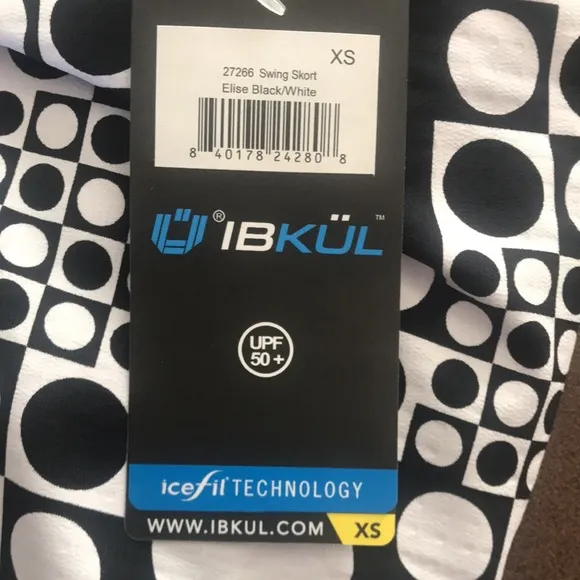 XS
27266 Swing Skort
Elise Black/White
8 40178 24280 8
® IBKÜL™
UPF
50+
icefil® TECHNOLOGY
WWW.IBKUL.COM XS